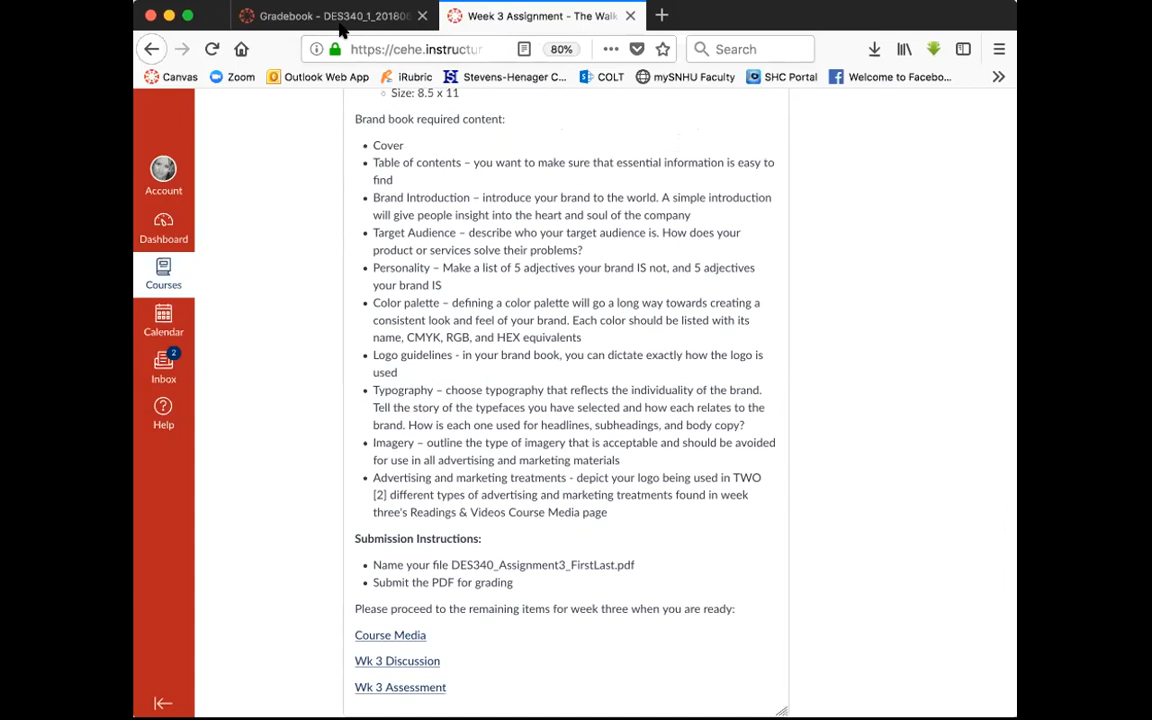 Gradebook - DES340_1_20180
Week 3 Assignment - The Walk
https://cehe.instructur
80%
Search
Canvas
Zoom
Outlook Web App
iRubric
Stevens-Henager C...
COLT
mySNHU Faculty
SHC Portal
Welcome to Facebo...
Account
Dashboard
Courses
Calendar
2
Inbox
Help
Size: 8.5 x 11
Brand book required content:
Cover
Table of contents – you want to make sure that essential information is easy to
find
Brand Introduction – introduce your brand to the world. A simple introduction
will give people insight into the heart and soul of the company
Target Audience – describe who your target audience is. How does your
product or services solve their problems?
Personality – Make a list of 5 adjectives your brand IS not, and 5 adjectives
your brand IS
Color palette – defining a color palette will go a long way towards creating a
consistent look and feel of your brand. Each color should be listed with its
name, CMYK, RGB, and HEX equivalents
Logo guidelines - in your brand book, you can dictate exactly how the logo is
used
Typography – choose typography that reflects the individuality of the brand.
Tell the story of the typefaces you have selected and how each relates to the
brand. How is each one used for headlines, subheadings, and body copy?
Imagery – outline the type of imagery that is acceptable and should be avoided
for use in all advertising and marketing materials
Advertising and marketing treatments - depict your logo being used in TWO
[2] different types of advertising and marketing treatments found in week
three's Readings & Videos Course Media page
Submission Instructions:
Name your file DES340_Assignment3_FirstLast.pdf
Submit the PDF for grading
Please proceed to the remaining items for week three when you are ready:
Course Media
Wk 3 Discussion
Wk 3 Assessment